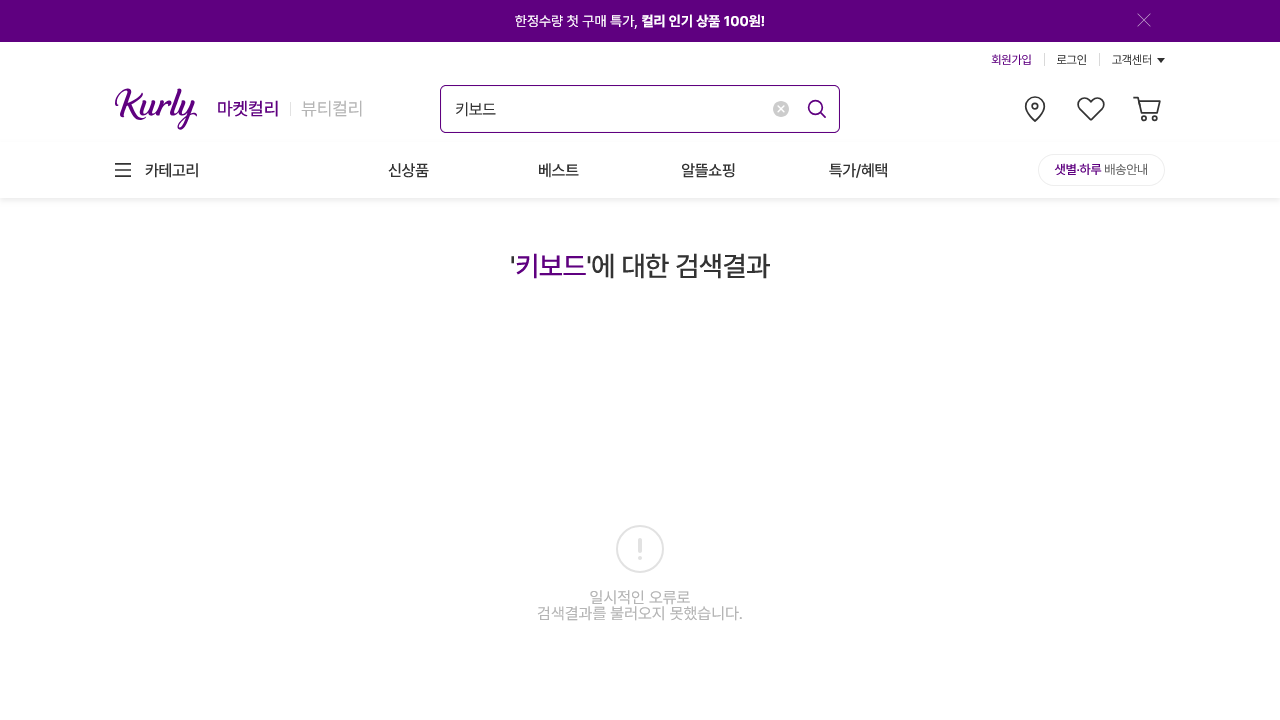 한정수량 첫 구매 특가, 컬리 인기 상품 100원!
회원가입 로그인 고객센터
Kurly 마켓컬리 뷰티컬리 키보드
카테고리 신상품 베스트 알뜰쇼핑 특가/혜택 샛별·하루 배송안내
'키보드'에 대한 검색결과
일시적인 오류로
검색결과를 불러오지 못했습니다.